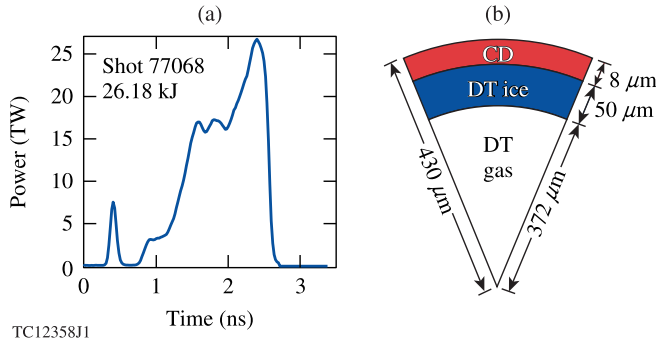 (a)
Shot 77068
26.18 kJ
Power (TW)
25
20
15
10
5
0
0
1
2
3
Time (ns)
TC12358J1
(b)
CD
DT ice
DT
gas
8 μm
50 μm
430 μm
372 μm